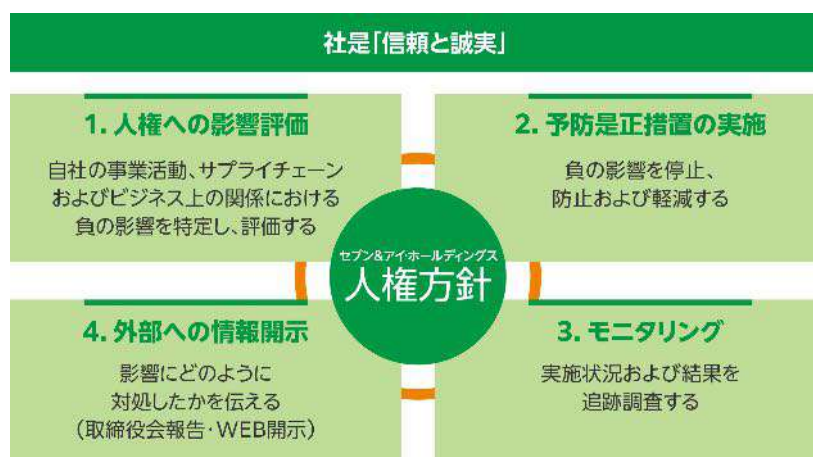 社是「信頼と誠実」
1. 人権への影響評価
自社の事業活動、サプライチェーン
およびビジネス上の関係における
負の影響を特定し、評価する
2. 予防是正措置の実施
負の影響を停止、
防止および軽減する
セブン&アイ・ホールディングス
人権方針
4. 外部への情報開示
影響にどのように
対処したかを伝える
（取締役会報告・WEB開示）
3. モニタリング
実施状況および結果を
追跡調査する